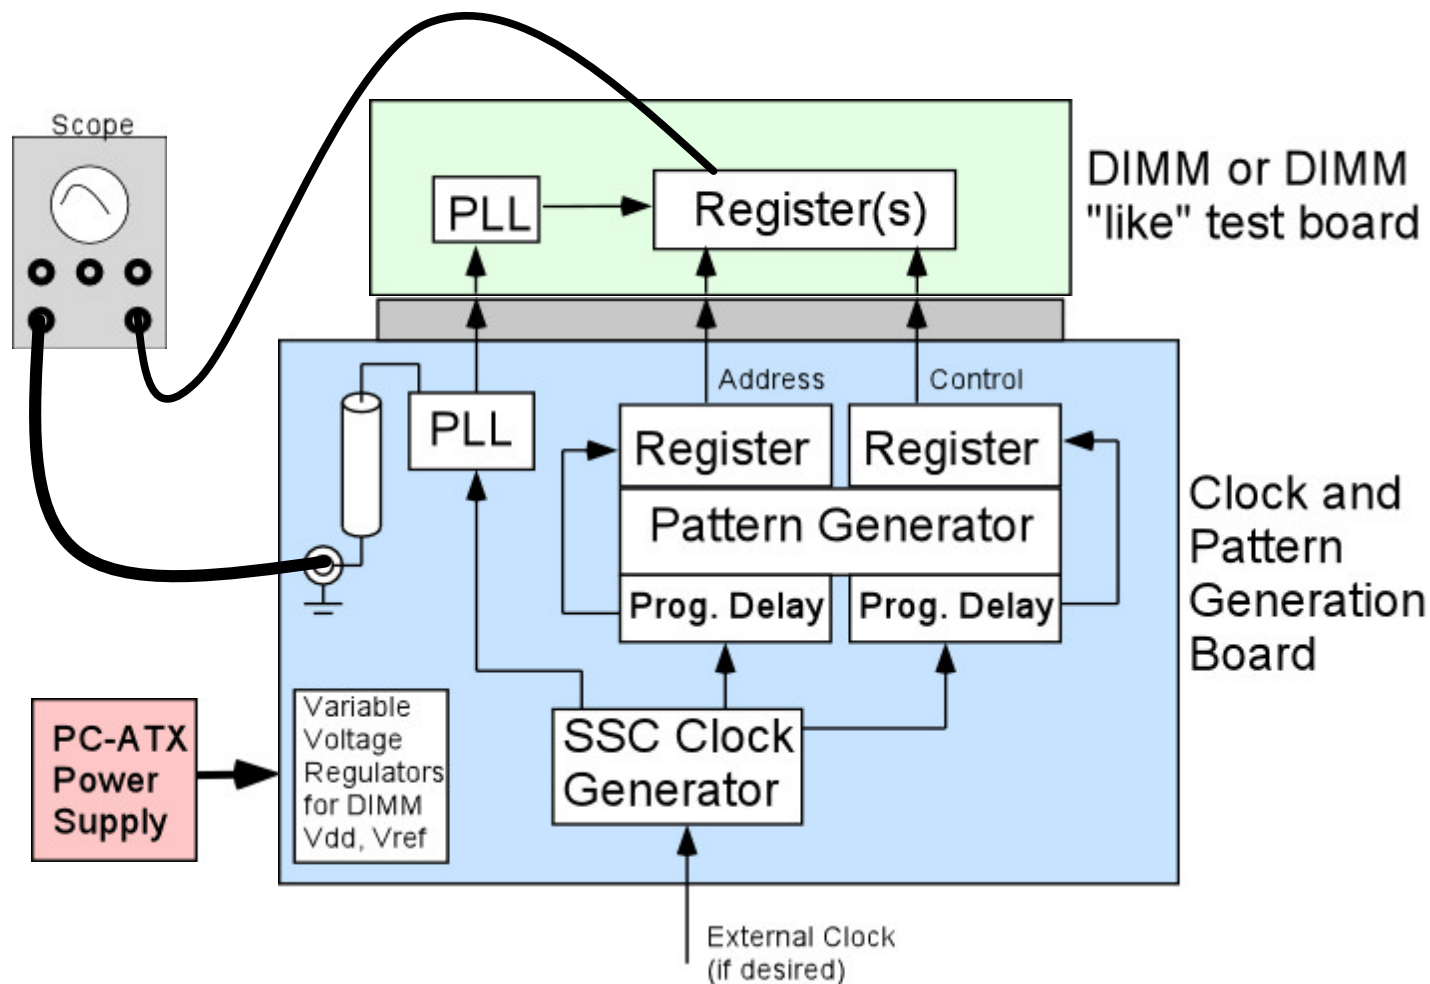 Scope
PLL
Register(s)
DIMM or DIMM
"like" test board
Address
Control
PLL
Register
Register
Pattern Generator
Prog. Delay
Prog. Delay
Clock and
Pattern
Generation
Board
PC-ATX
Power
Supply
Variable
Voltage
Regulators
for DIMM
Vdd, Vref
SSC Clock
Generator
External Clock
(if desired)